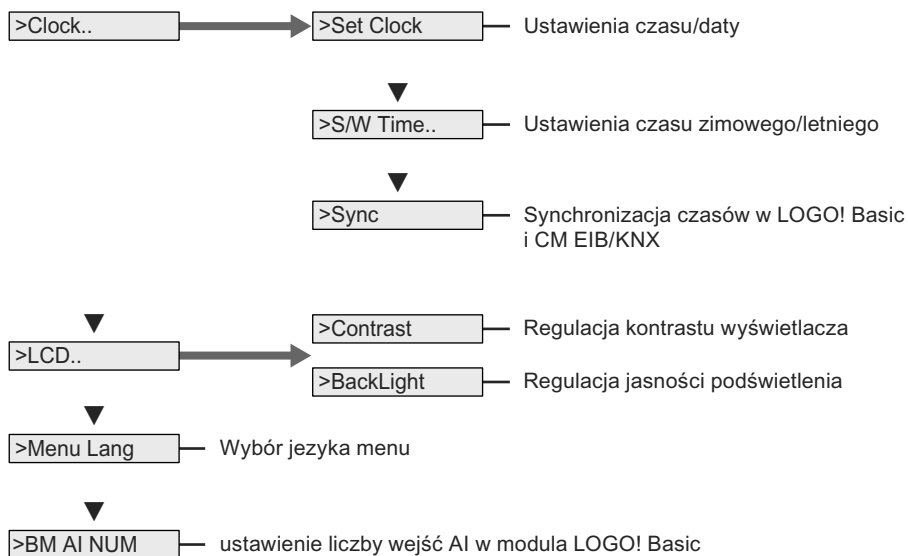 >Clock..
>Set Clock
Ustawienia czasu/daty
>S/W Time..
Ustawienia czasu zimowego/letniego
>Sync
Synchronizacja czasów w LOGO! Basic
i CM EIB/KNX
>LCD..
>Contrast
Regulacja kontrastu wyświetlacza
>BackLight
Regulacja jasności podświetlenia
>Menu Lang
Wybór jezyka menu
>BM AI NUM
ustawienie liczby wejść AI w modula LOGO! Basic